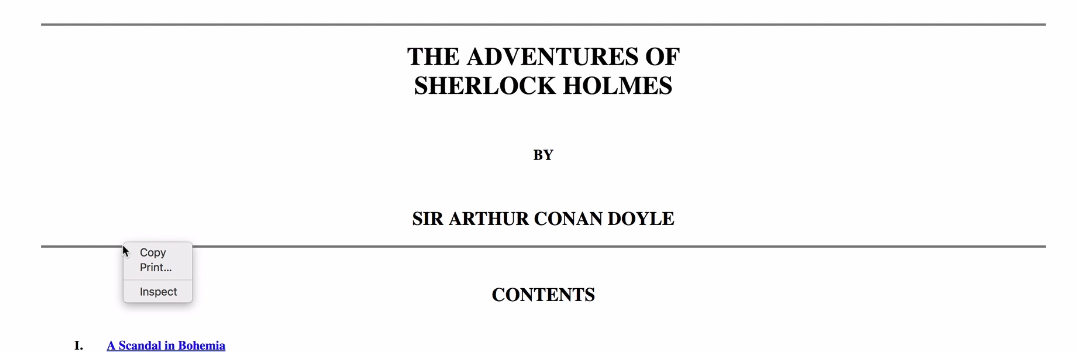 THE ADVENTURES OF
SHERLOCK HOLMES
BY
SIR ARTHUR CONAN DOYLE
Copy
Print...
Inspect
CONTENTS
I. A Scandal in Bohemia